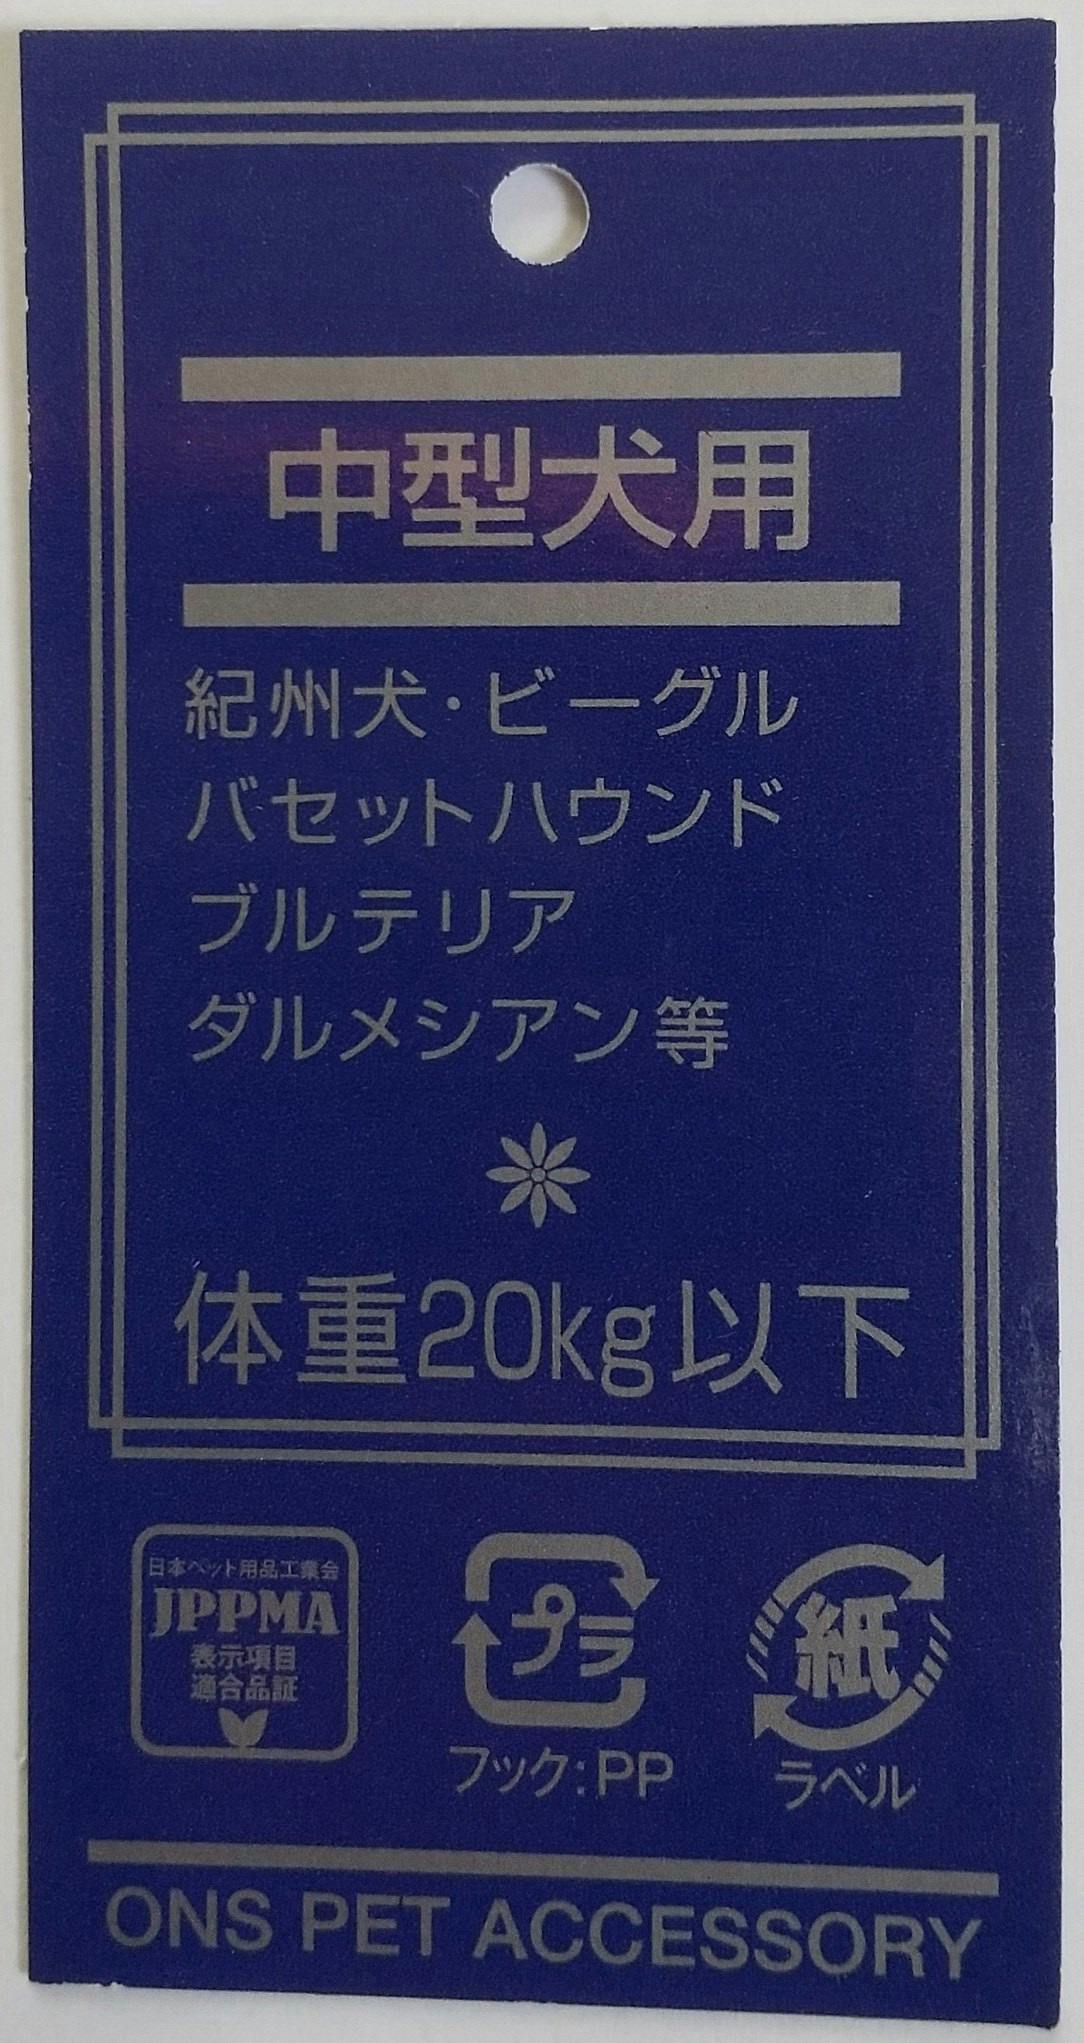 中型犬用
紀州犬・ビーグル
バセットハウンド
ブルテリア
ダルメシアン等
体重20kg以下
日本ペット用品工業会
JPPMA
表示項目
適合品証
プラ
フック:PP
紙
ラベル
ONS PET ACCESSORY